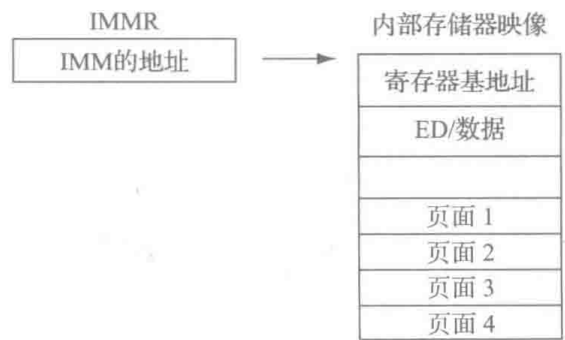 IMMR
IMM的地址
内部存储器映像
寄存器基地址
ED/数据
页面 1
页面 2
页面 3
页面 4